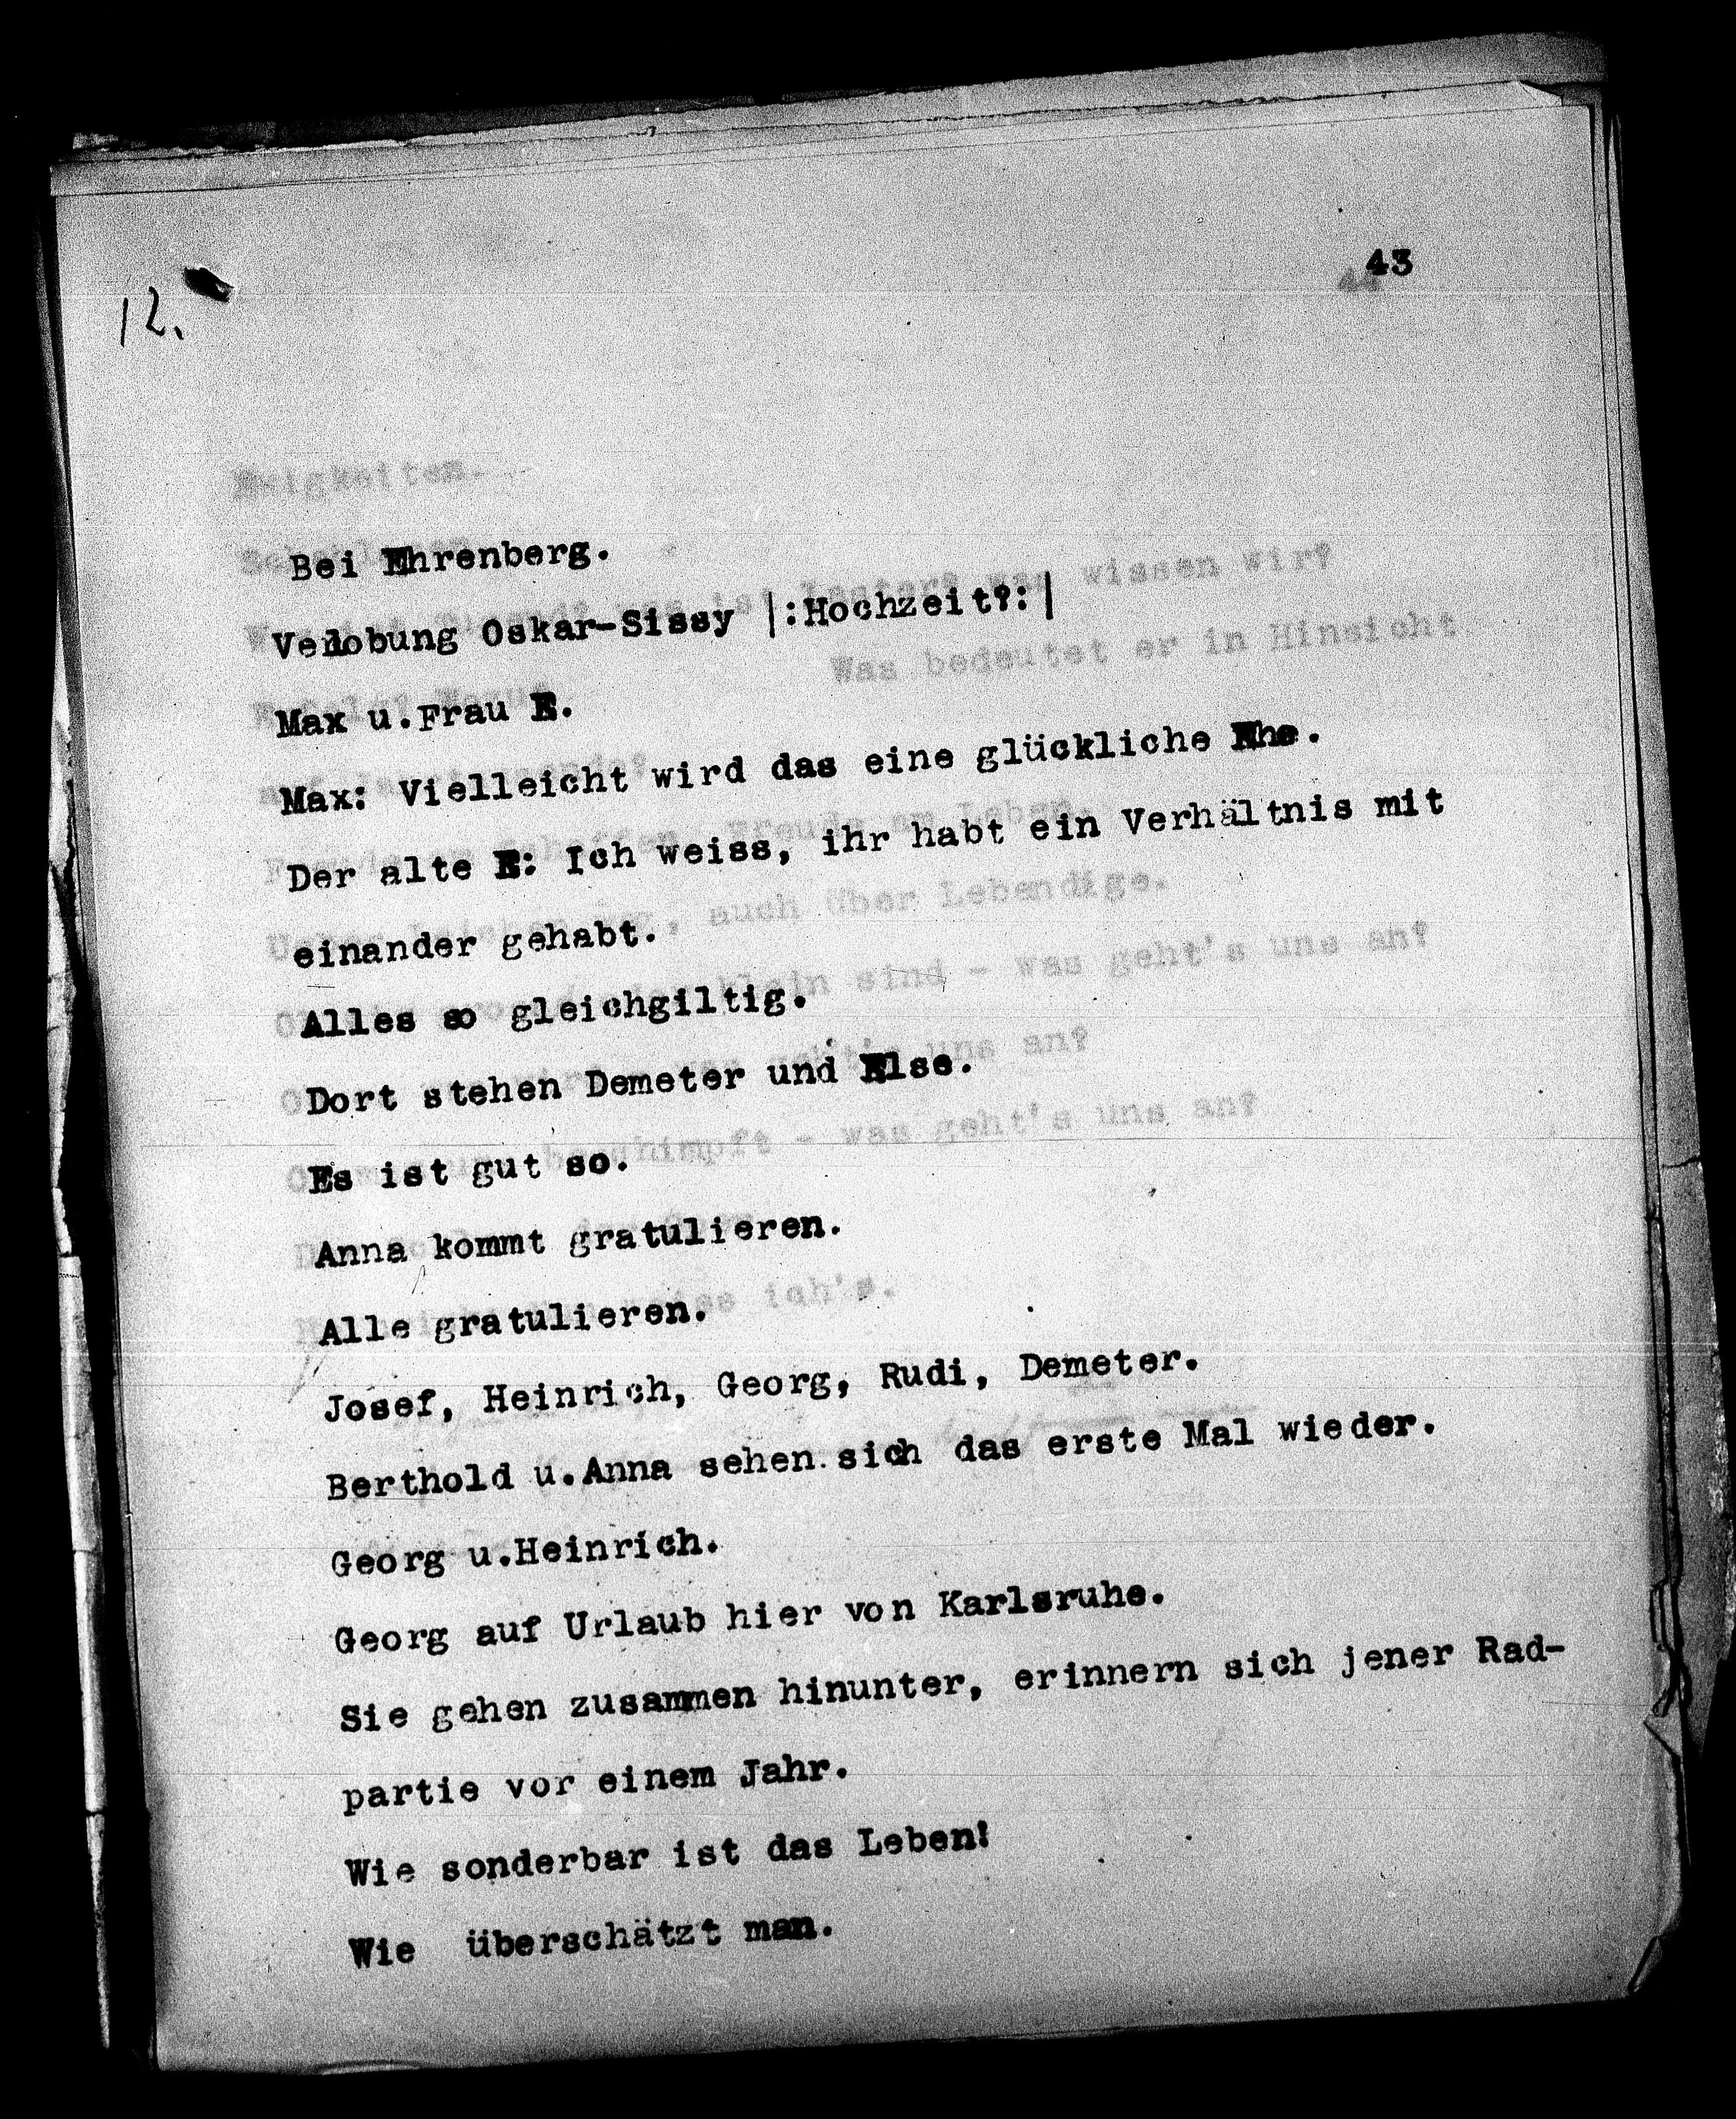 43
12.
Bei Ehrenberg.
Verlobung Oskar-Sissy |:Hochzeit?:|
Max u.Frau E.
Max: Vielleicht wird das eine glückliche Ehe.
Der alte E: Ich weiss, ihr habt ein Verhältnis mit
einander gehabt.
Alles so gleichgiltig.
Dort stehen Demeter und Else.
Es ist gut so.
Anna kommt gratulieren.
Alle gratulieren.
Josef, Heinrich, Georg, Rudi, Demeter.
Berthold u.Anna sehen sich das erste Mal wieder.
Georg u.Heinrich.
Georg auf Urlaub hier von Karlsruhe.
Sie gehen zusammen hinunter, erinnern sich jener Rad-
partie vor einem Jahr.
Wie sonderbar ist das Leben!
Wie überschätzt man.